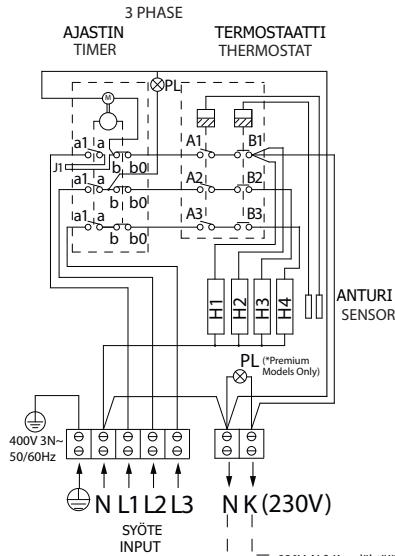 3 PHASE
AJASTIN
TIMER
TERMOSTAATTI
THERMOSTAT
PL
M
a1 a
b b0
J1
a1 a
b b0
a1 a
b b0
A1
B1
A2
B2
A3
B3
H1
H2
H3
H4
ANTURI
SENSOR
PL (*Premium
Models Only)
400V 3N~
50/60Hz
N L1 L2 L3
N K (230V)
SYÖTE
INPUT